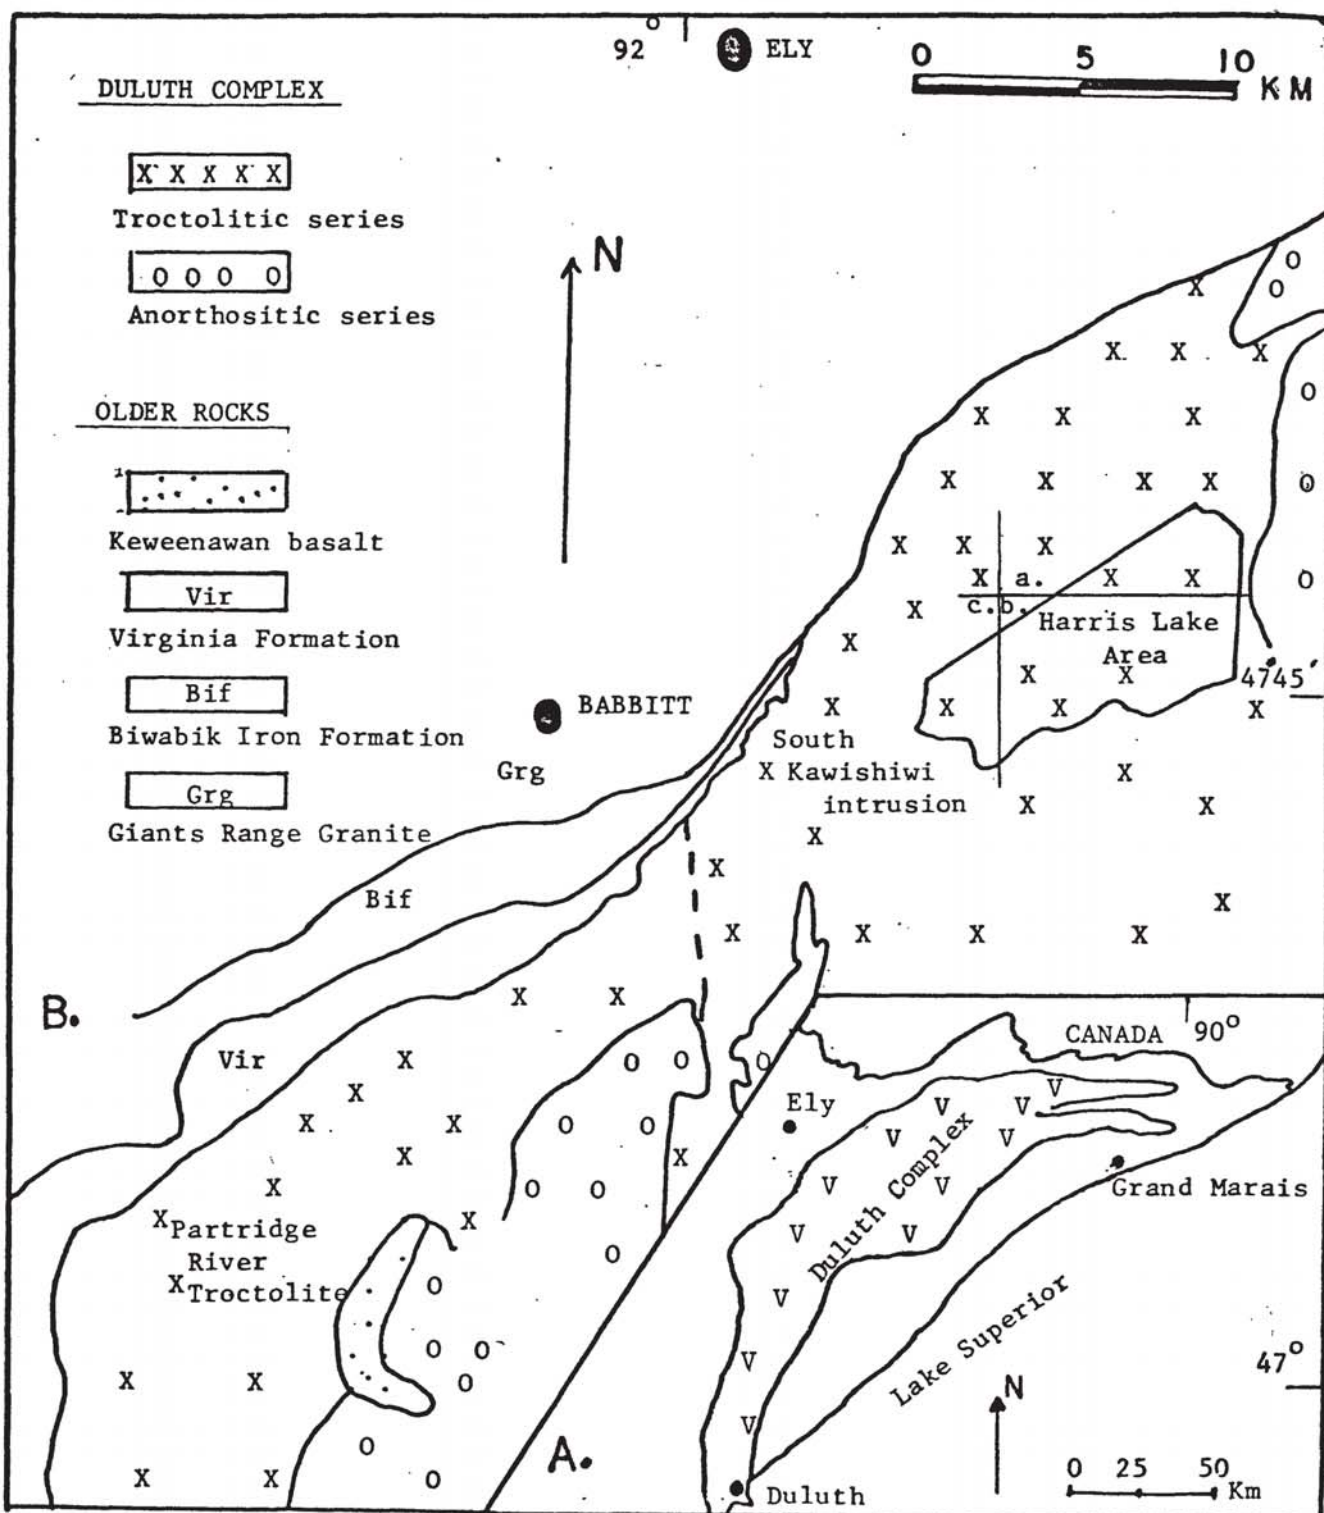 92°
ELY
0 5 10
KM
DULUTH COMPLEX
X X X X X
Troctolitic series
O O O O
Anorthositic series
N
OLDER ROCKS
Keweenawan basalt
Vir
Virginia Formation
Bif
Biwabik Iron Formation
Grg
Giants Range Granite
a.
c.b.
Harris Lake
Area
4745'
BABBITT
Grg
South
Kawishiwi
intrusion
Bif
B.
Vir
Partridge
River
Troctolite
A.
CANADA
90°
Ely
Duluth Complex
Grand Marais
Lake Superior
47°
N
0 25 50
Km
Duluth